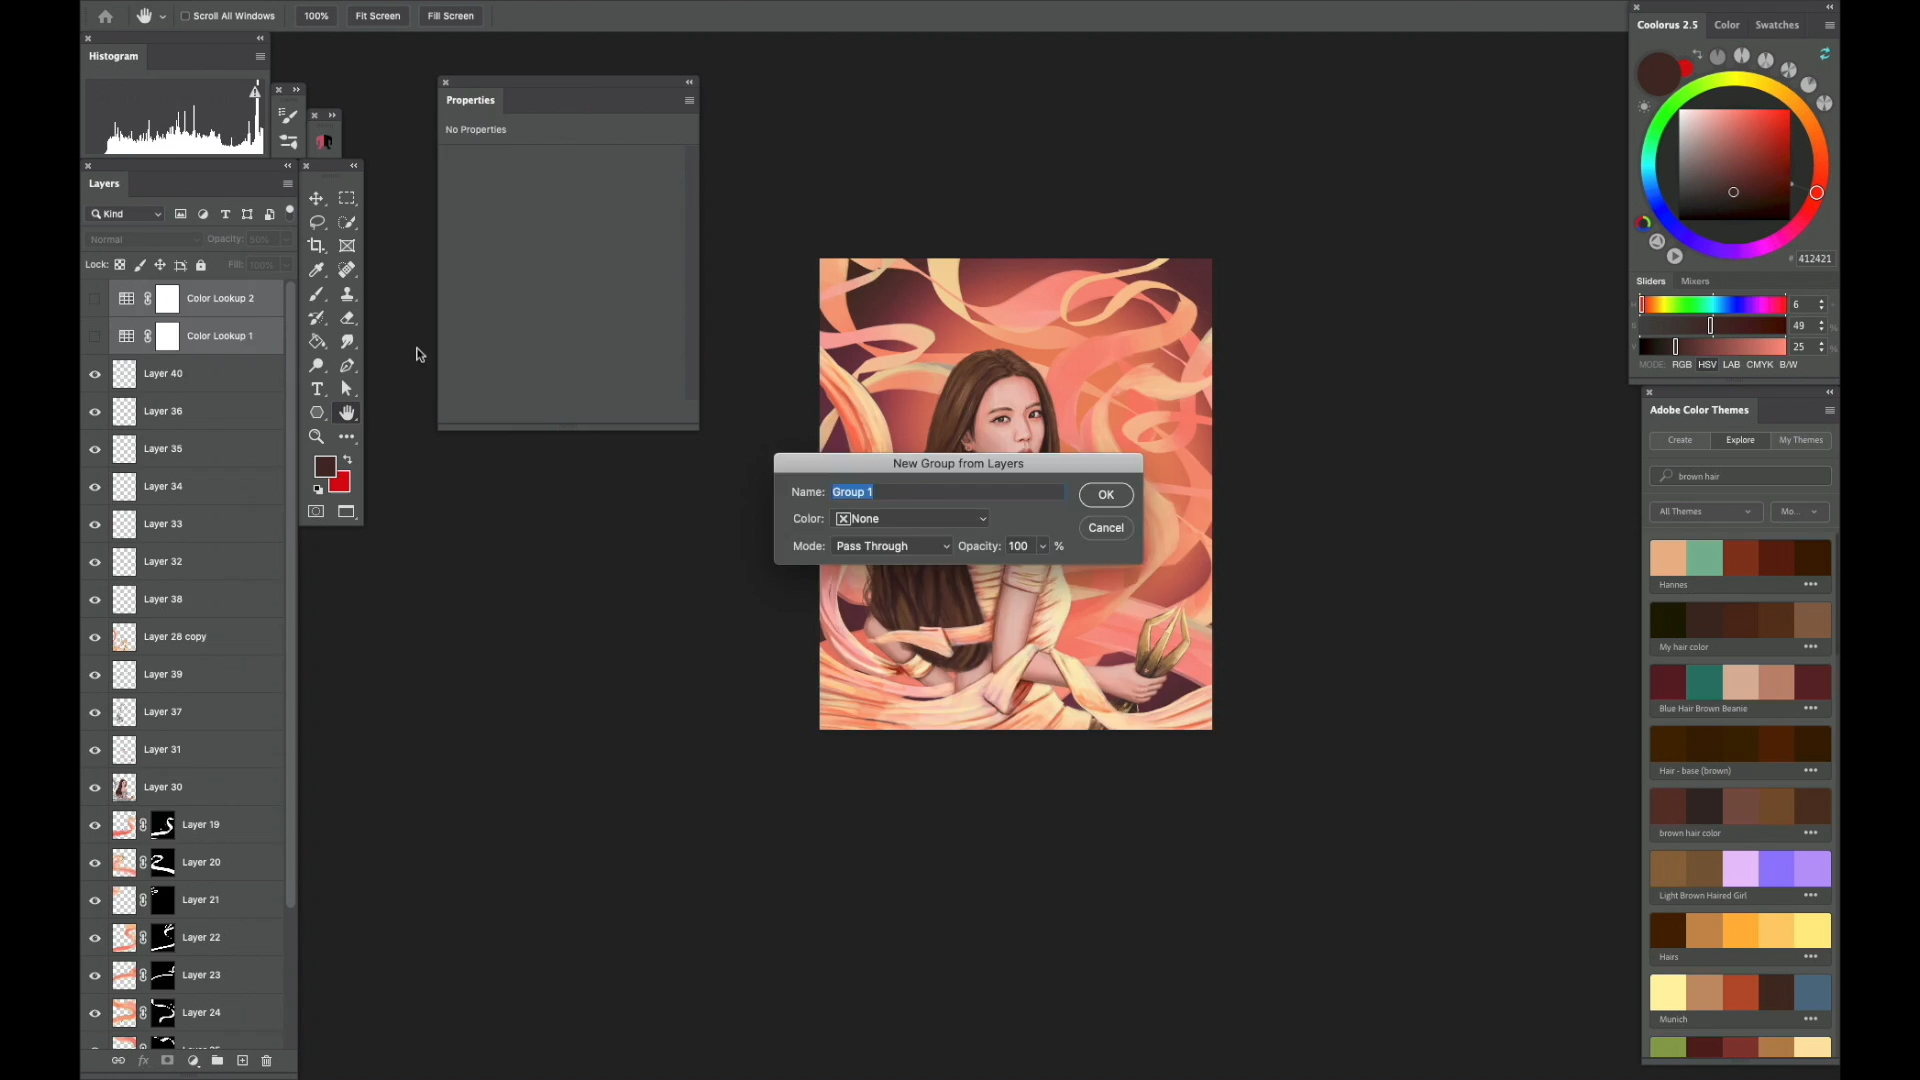 Scroll All Windows
100%
Fit Screen
Fill Screen
Histogram
Layers
Kind
Normal
Opacity: 50%
Lock:
Fill: 100%
Color Lookup 2
Color Lookup 1
Layer 40
Layer 36
Layer 35
Layer 34
Layer 33
Layer 32
Layer 38
Layer 28 copy
Layer 39
Layer 37
Layer 31
Layer 30
Layer 19
Layer 20
Layer 21
Layer 22
Layer 23
Layer 24
fx
Properties
No Properties
New Group from Layers
Name: Group 1
OK
Color: None
Cancel
Mode: Pass Through
Opacity: 100 %
Coolorus 2.5
Color
Swatches
# 412421
Sliders
Mixers
H 6 °
S 49 %
V 25 %
MODE: RGB HSV LAB CMYK B/W
Adobe Color Themes
Create
Explore
My Themes
brown hair
All Themes
Mo...
Hannes
My hair color
Blue Hair Brown Beanie
Hair - base (brown)
brown hair color
Light Brown Haired Girl
Hairs
Munich